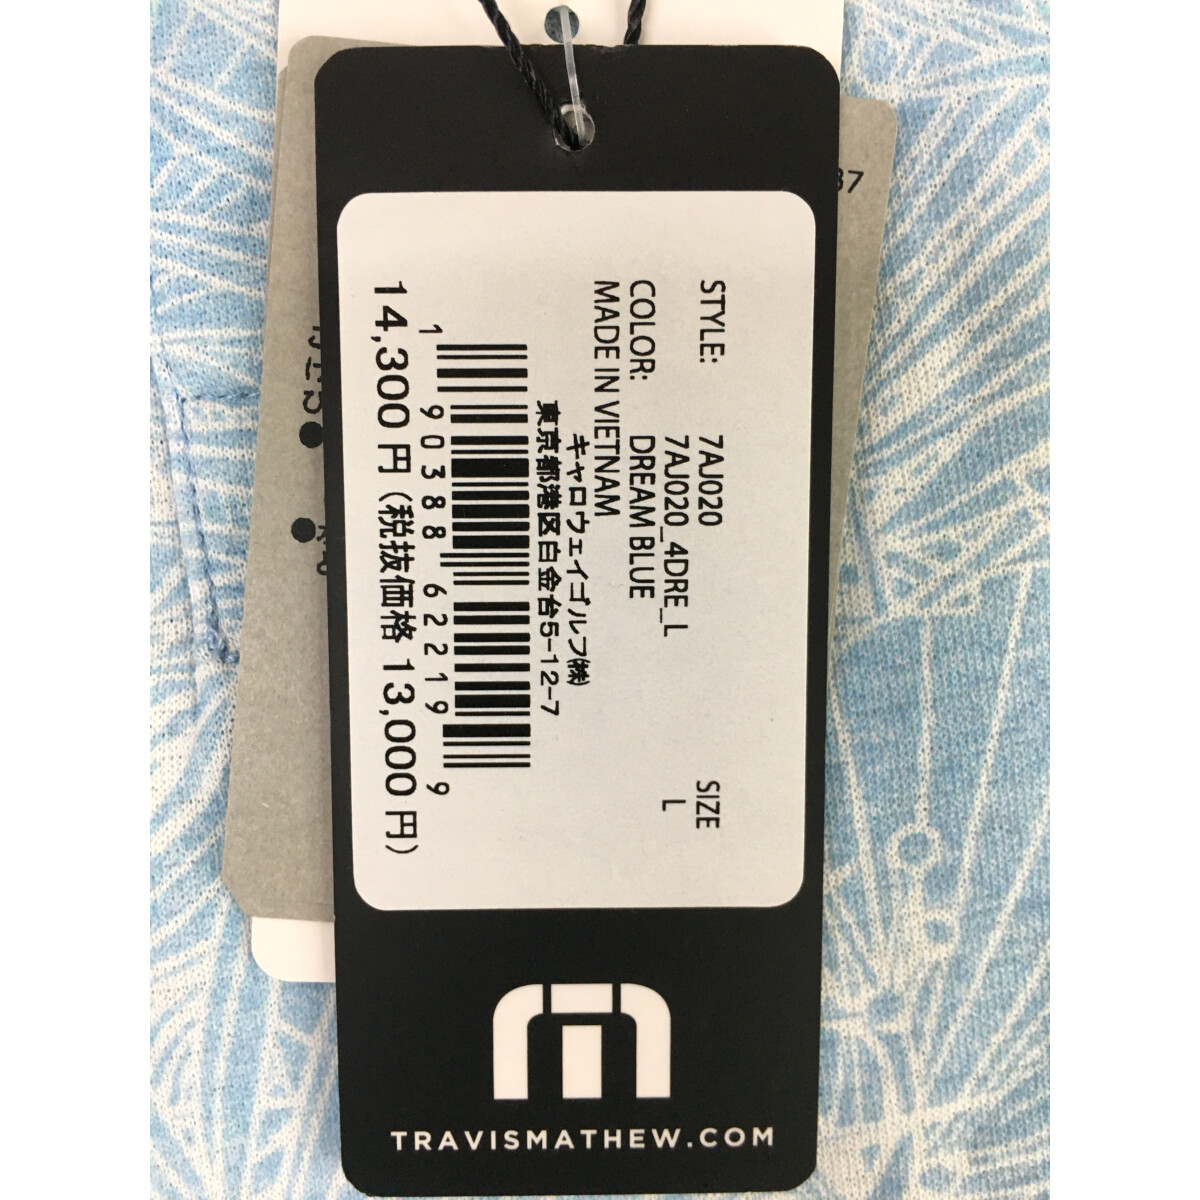 STYLE: 7AJ020 SIZE
7AJ020_4DRE_L L
COLOR: DREAM BLUE
MADE IN VIETNAM
キャロウェイゴルフ㈱
東京都港区白金台5-12-7
1 90388 62219 9
14,300 円 (税抜価格 13,000 円)
TRAVISMATHEW.COM
37